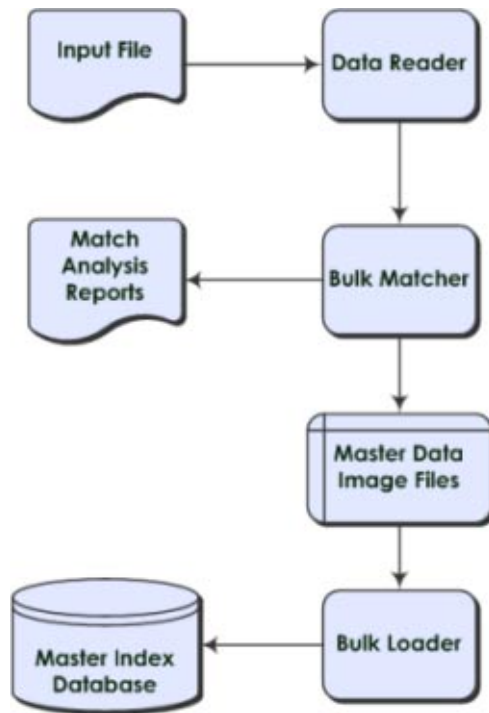 Input File
Data Reader
Match
Analysis
Reports
Bulk Matcher
Master Data
Image Files
Master Index
Database
Bulk Loader